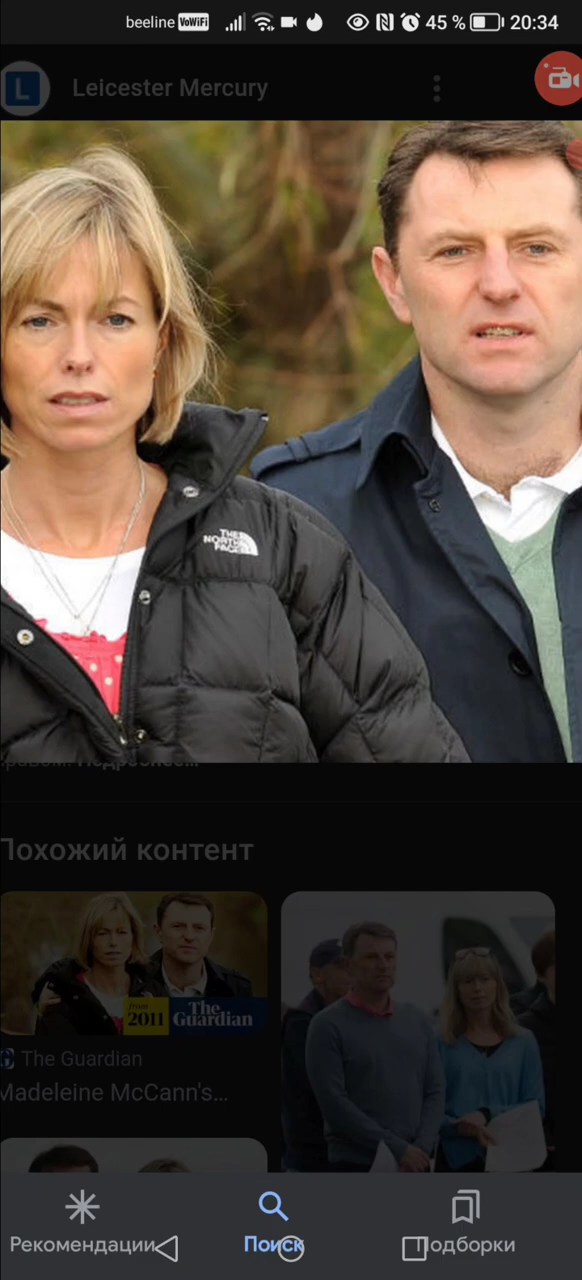 beeline VoWiFi 45 % 20:34
L Leicester Mercury
THE
NORTH
FACE
Похожий контент
from
2011 The
Guardian
The Guardian
Madeleine McCann's...
Рекомендации Поиск Подборки